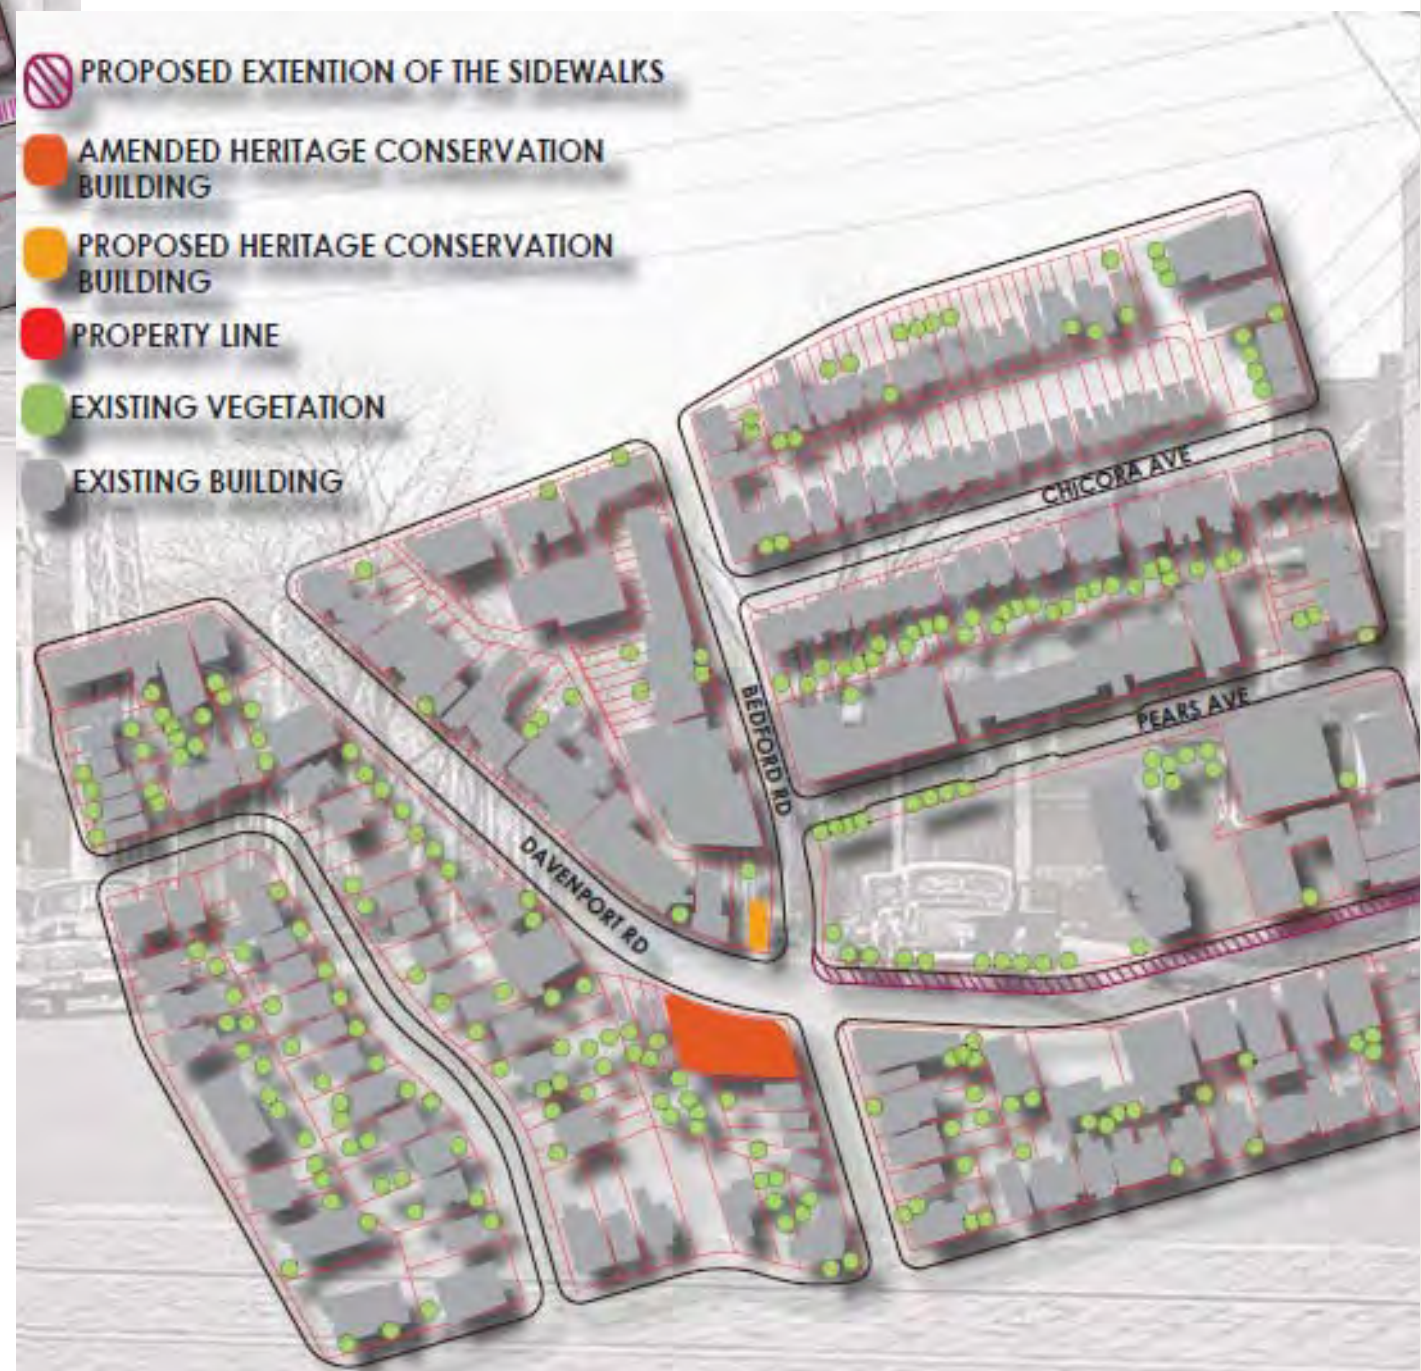 PROPOSED EXTENTION OF THE SIDEWALKS
AMENDED HERITAGE CONSERVATION
BUILDING
PROPOSED HERITAGE CONSERVATION
BUILDING
PROPERTY LINE
EXISTING VEGETATION
EXISTING BUILDING
CHICORA AVE
PEARS AVE
BEDFORD RD
DAVENPORT RD